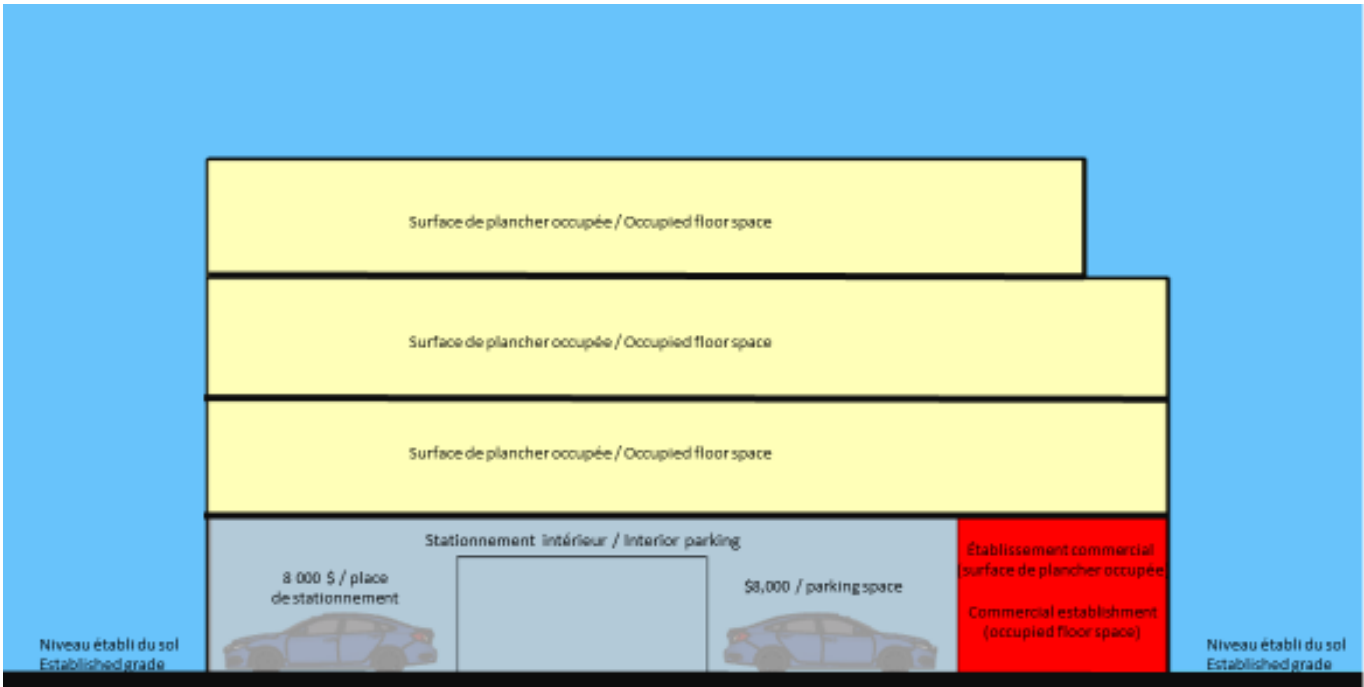 Surface de plancher occupée / Occupied floor space
Surface de plancher occupée / Occupied floor space
Surface de plancher occupée / Occupied floor space
Stationnement intérieur / Interior parking
8 000 $ / place
de stationnement
$8,000 / parking space
Établissement commercial
(surface de plancher occupée)
Commercial establishment
(occupied floor space)
Niveau établi du sol
Established grade
Niveau établi du sol
Established grade